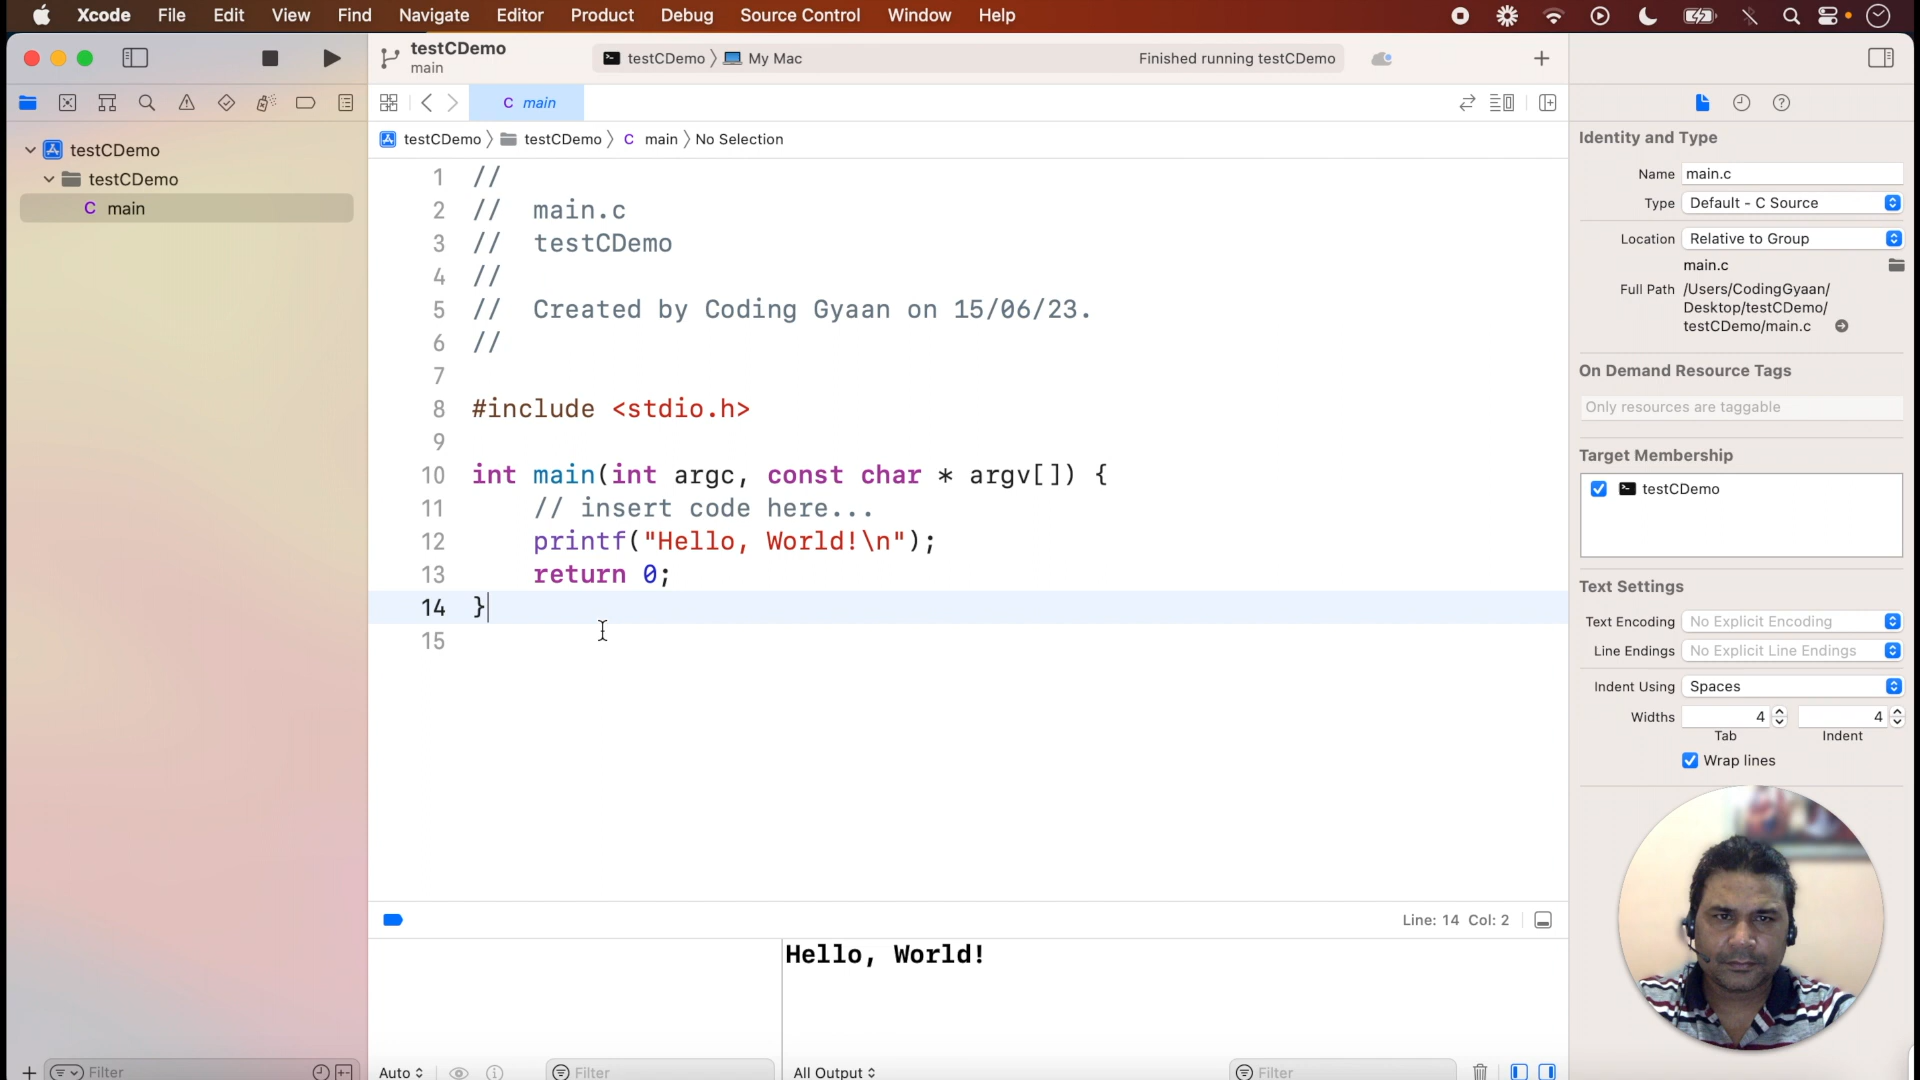 Xcode File Edit View Find Navigate Editor Product Debug Source Control Window Help
testCDemo
main
testCDemo My Mac Finished running testCDemo
C main
testCDemo testCDemo C main No Selection
testCDemo
testCDemo
C main
1 //
2 //  main.c
3 //  testCDemo
4 //
5 //  Created by Coding Gyaan on 15/06/23.
6 //
7
8 #include <stdio.h>
9
10 int main(int argc, const char * argv[]) {
11     // insert code here...
12     printf("Hello, World!\n");
13     return 0;
14 }
15
Line: 14 Col: 2
Hello, World!
Filter
Auto
Filter
All Output
Filter
Identity and Type
Name main.c
Type Default - C Source
Location Relative to Group
main.c
Full Path /Users/CodingGyaan/
Desktop/testCDemo/
testCDemo/main.c
On Demand Resource Tags
Only resources are taggable
Target Membership
testCDemo
Text Settings
Text Encoding No Explicit Encoding
Line Endings No Explicit Line Endings
Indent Using Spaces
Widths 4 4
Tab Indent
Wrap lines